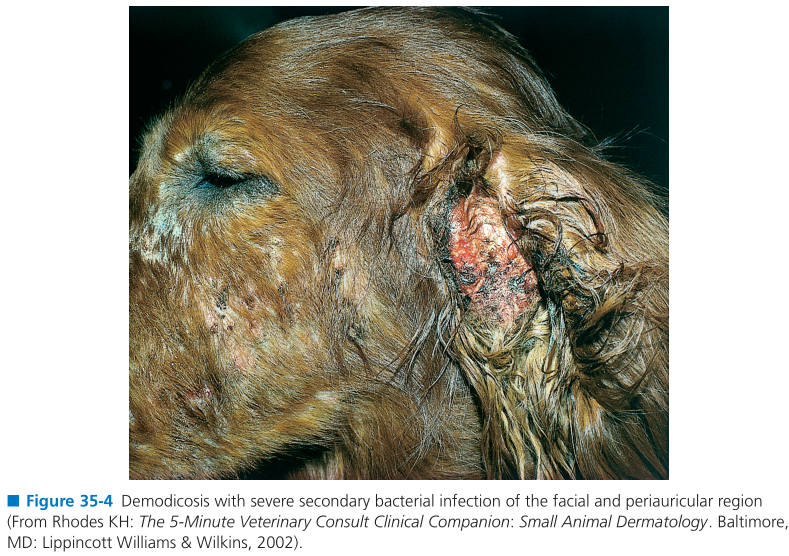 ■ Figure 35-4 Demodicosis with severe secondary bacterial infection of the facial and periauricular region
(From Rhodes KH: The 5-Minute Veterinary Consult Clinical Companion: Small Animal Dermatology. Baltimore,
MD: Lippincott Williams & Wilkins, 2002).